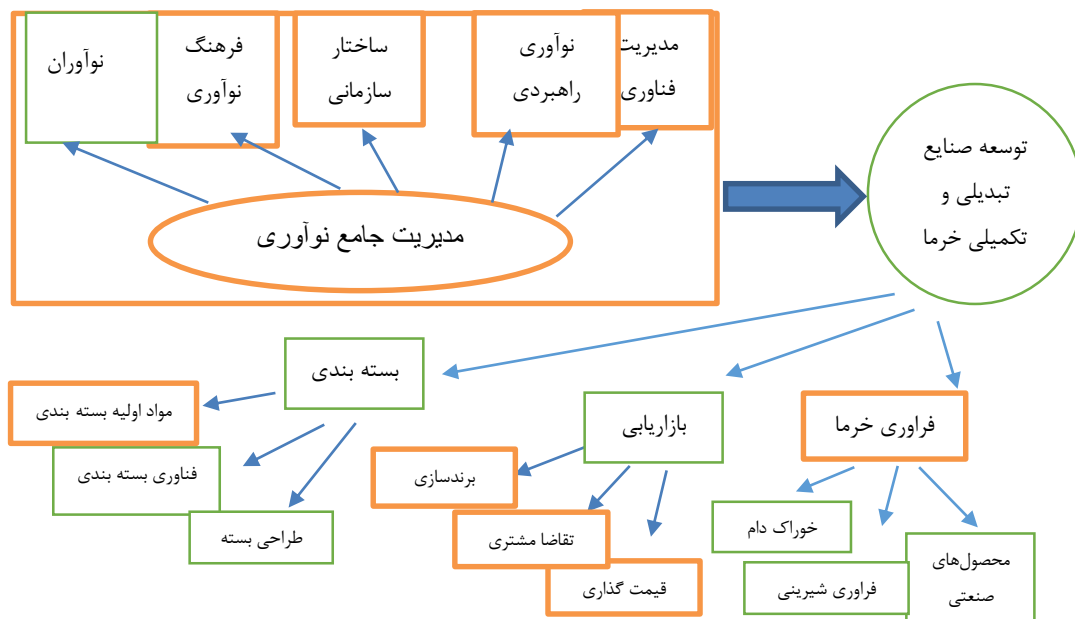 مدیریت
فناوری
نوآوری
راهبردی
ساختار
سازمانی
فرهنگ
نوآوری
نوآوران
مدیریت جامع نوآوری
توسعه صنایع
تبدیلی و
تکمیلی خرما
فراوری خرما
خوراک دام
فراوری شیرینی
محصول‌های
صنعتی
بازاریابی
برندسازی
تقاضا مشتری
قیمت گذاری
بسته بندی
مواد اولیه بسته بندی
فناوری بسته بندی
طراحی بسته